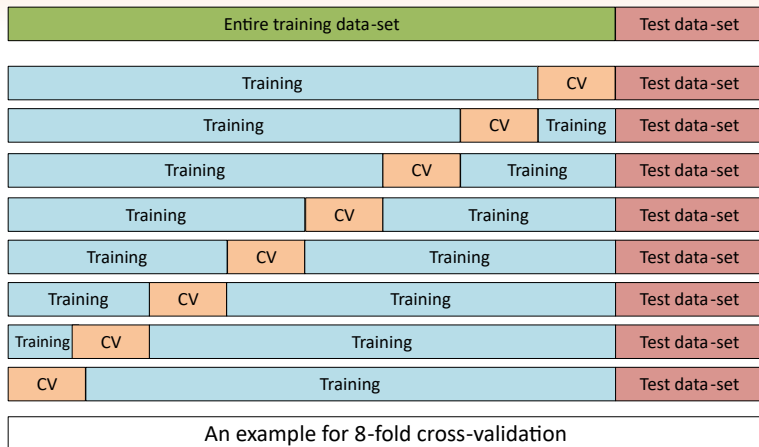 Entire training data-set Test data-set
Training CV Test data-set
Training CV Training Test data-set
Training CV Training Test data-set
Training CV Training Test data-set
Training CV Training Test data-set
Training CV Training Test data-set
Training CV Training Test data-set
CV Training Test data-set
An example for 8-fold cross-validation